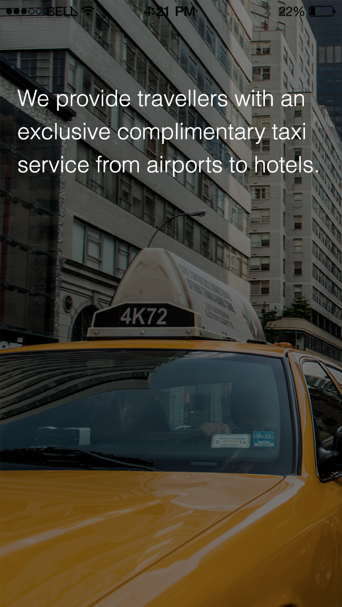 BELL 4:21 PM 22%
We provide travellers with an
exclusive complimentary taxi
service from airports to hotels.
4K72